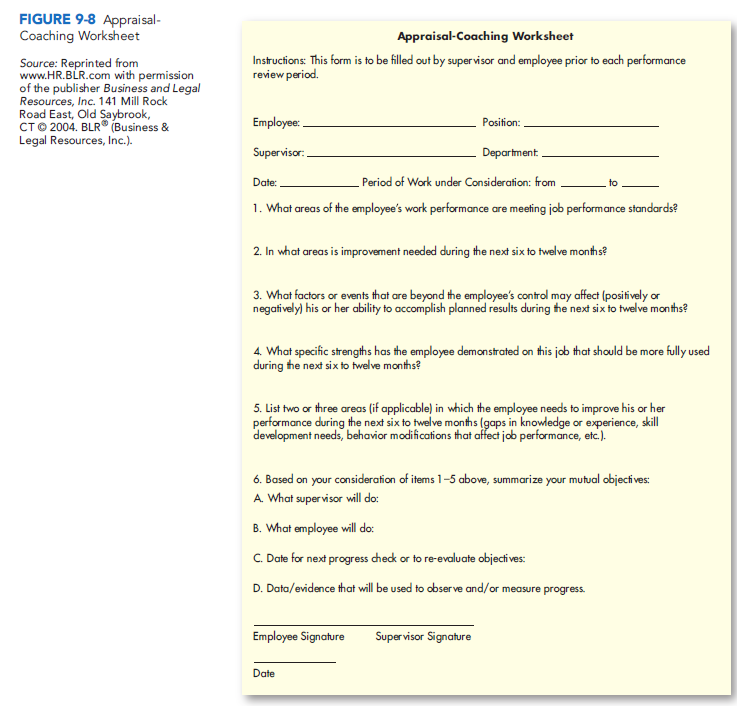 FIGURE 9-8 Appraisal-
Coaching Worksheet
Source: Reprinted from
www.HR.BLR.com with permission
of the publisher Business and Legal
Resources, Inc. 141 Mill Rock
Road East, Old Saybrook,
CT © 2004. BLR® (Business &
Legal Resources, Inc.).
Appraisal-Coaching Worksheet
Instructions: This form is to be filled out by supervisor and employee prior to each performance
review period.
Employee: Position:
Supervisor: Department:
Date: Period of Work under Consideration: from to
1. What areas of the employee's work performance are meeting job performance standards?
2. In what areas is improvement needed during the next six to twelve months?
3. What factors or events that are beyond the employee's control may affect (positively or
negatively) his or her ability to accomplish planned results during the next six to twelve months?
4. What specific strengths has the employee demonstrated on this job that should be more fully used
during the next six to twelve months?
5. List two or three areas (if applicable) in which the employee needs to improve his or her
performance during the next six to twelve months (gaps in knowledge or experience, skill
development needs, behavior modifications that affect job performance, etc.).
6. Based on your consideration of items 1–5 above, summarize your mutual objectives:
A. What supervisor will do:
B. What employee will do:
C. Date for next progress check or to re-evaluate objectives:
D. Data/evidence that will be used to observe and/or measure progress.
Employee Signature Supervisor Signature
Date